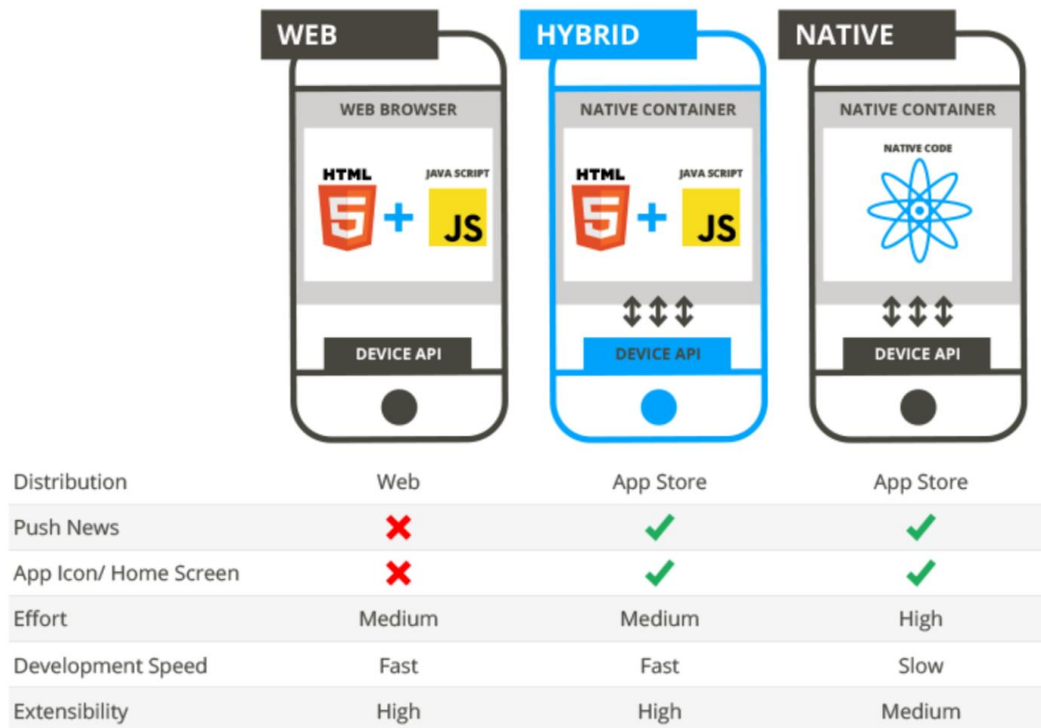 WEB HYBRID NATIVE
WEB BROWSER NATIVE CONTAINER NATIVE CONTAINER
NATIVE CODE
HTML JAVA SCRIPT HTML JAVA SCRIPT
5 + JS 5 + JS
DEVICE API DEVICE API DEVICE API
Distribution Web App Store App Store
Push News
App Icon/ Home Screen
Effort Medium Medium High
Development Speed Fast Fast Slow
Extensibility High High Medium